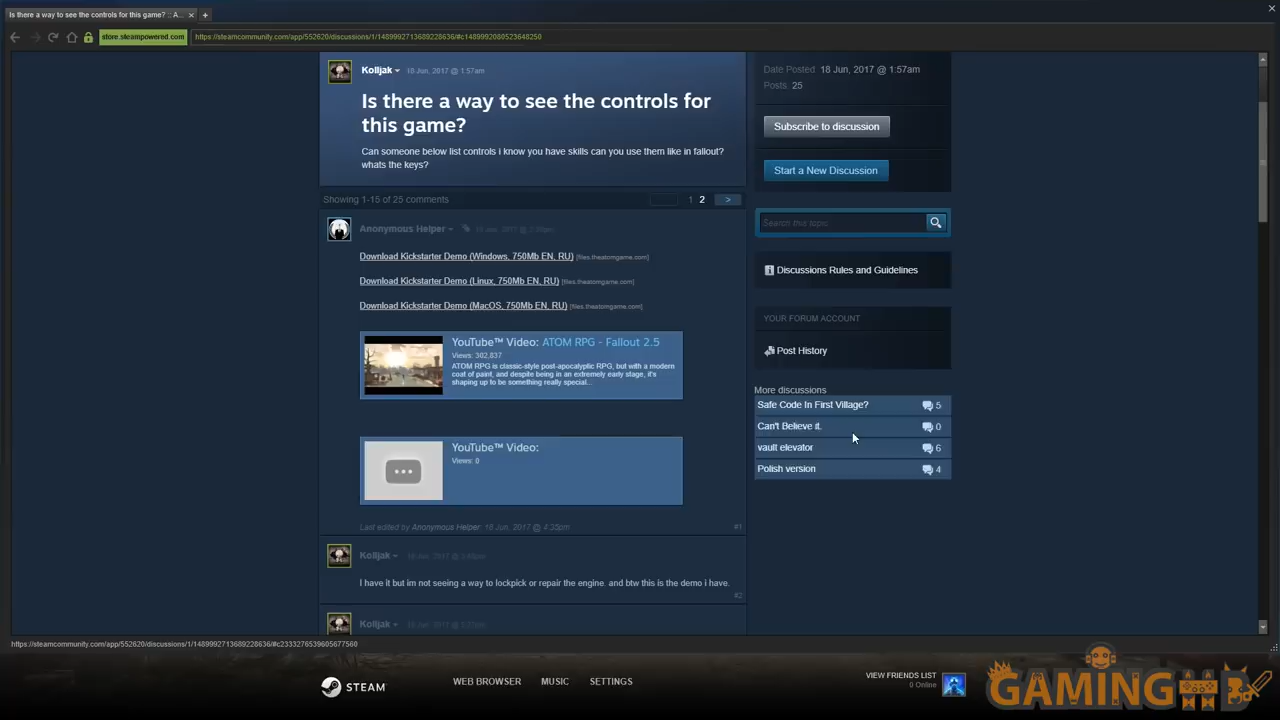 Is there a way to see the controls for this game? :: A...
store.steampowered.com
https://steamcommunity.com/app/552620/discussions/1/1489992713689228636/#c1489992080523648250
Kolljak
18 Jun, 2017 @ 1:57am
Is there a way to see the controls for
this game?
Can someone below list controls i know you have skills can you use them like in fallout?
whats the keys?
Showing 1-15 of 25 comments
1 2 >
Anonymous Helper
Download Kickstarter Demo (Windows, 750MB EN, RU) [files.theatomgame.com]
Download Kickstarter Demo (Linux, 750MB EN, RU) [files.theatomgame.com]
Download Kickstarter Demo (MacOS, 750MB EN, RU) [files.theatomgame.com]
YouTube™ Video: ATOM RPG - Fallout 2.5
Views: 302,837
ATOM RPG is classic-style post-apocalyptic RPG, but with a modern
coat of paint, and despite being in an extremely early stage, it's
shaping up to be something really special...
YouTube™ Video:
Views: 0
Last edited by Anonymous Helper; 18 Jun, 2017 @ 4:35pm
#1
Kolljak
I have it but im not seeing a way to lockpick or repair the engine. and btw this is the demo i have.
#2
Kolljak
Date Posted 18 Jun, 2017 @ 1:57am
Posts 25
Subscribe to discussion
Start a New Discussion
Search this topic
Discussions Rules and Guidelines
YOUR FORUM ACCOUNT
Post History
More discussions
Safe Code In First Village? 5
Can't Believe it. 0
vault elevator 6
Polish version 4
https://steamcommunity.com/app/552620/discussions/1/1489992713689228636/#c2333276539605677560
STEAM
WEB BROWSER MUSIC SETTINGS
VIEW FRIENDS LIST
0 Online
GAMING